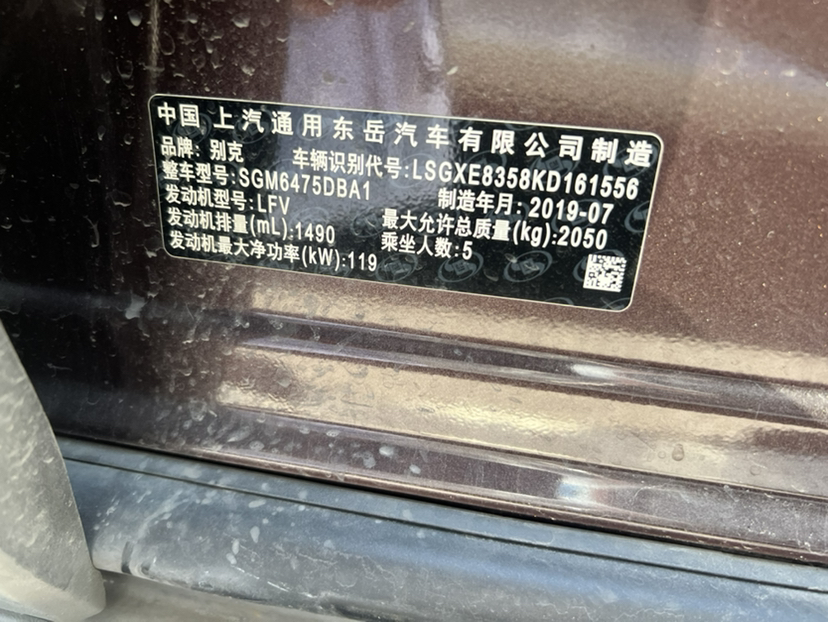 中国 上汽通用东岳汽车有限公司制造
品牌: 别克 车辆识别代号:LSGXE8358KD161556
整车型号:SGM6475DBA1 制造年月: 2019-07
发动机型号:LFV 最大允许总质量(kg):2050
发动机排量(mL):1490 乘坐人数:5
发动机最大净功率(kW):119